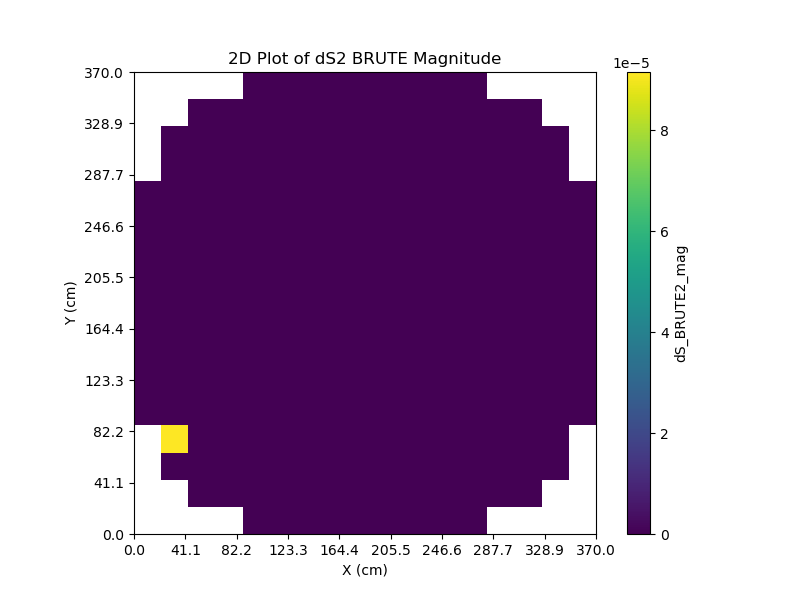 2D Plot of dS2 BRUTE Magnitude
1e−5
370.0
328.9
287.7
246.6
205.5
164.4
123.3
82.2
41.1
0.0
Y (cm)
0.0 41.1 82.2 123.3 164.4 205.5 246.6 287.7 328.9 370.0
X (cm)
8
6
4
2
0
dS_BRUTE2_mag